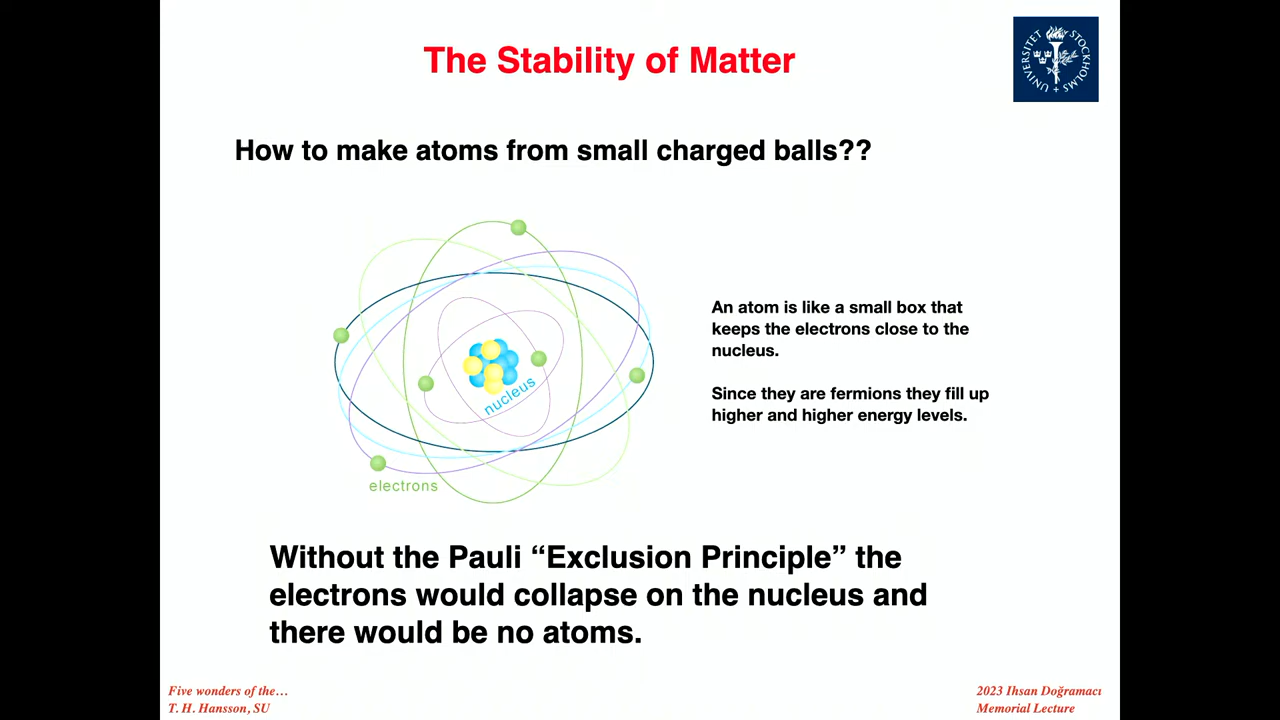 The Stability of Matter
UNIVERSITET STOCKHOLMS
How to make atoms from small charged balls??
An atom is like a small box that
keeps the electrons close to the
nucleus.
Since they are fermions they fill up
higher and higher energy levels.
nucleus
electrons
Without the Pauli “Exclusion Principle” the
electrons would collapse on the nucleus and
there would be no atoms.
Five wonders of the…
T. H. Hansson, SU
2023 Ihsan Doğramacı
Memorial Lecture